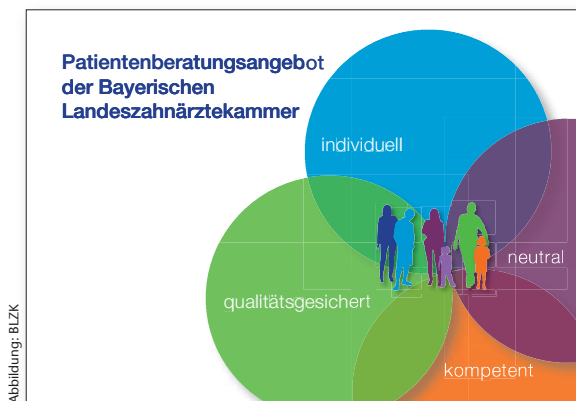 Patientenberatungsangebot
der Bayerischen
Landeszahnärztekammer
individuell
neutral
qualitätsgesichert
kompetent
Abbildung: BLZK